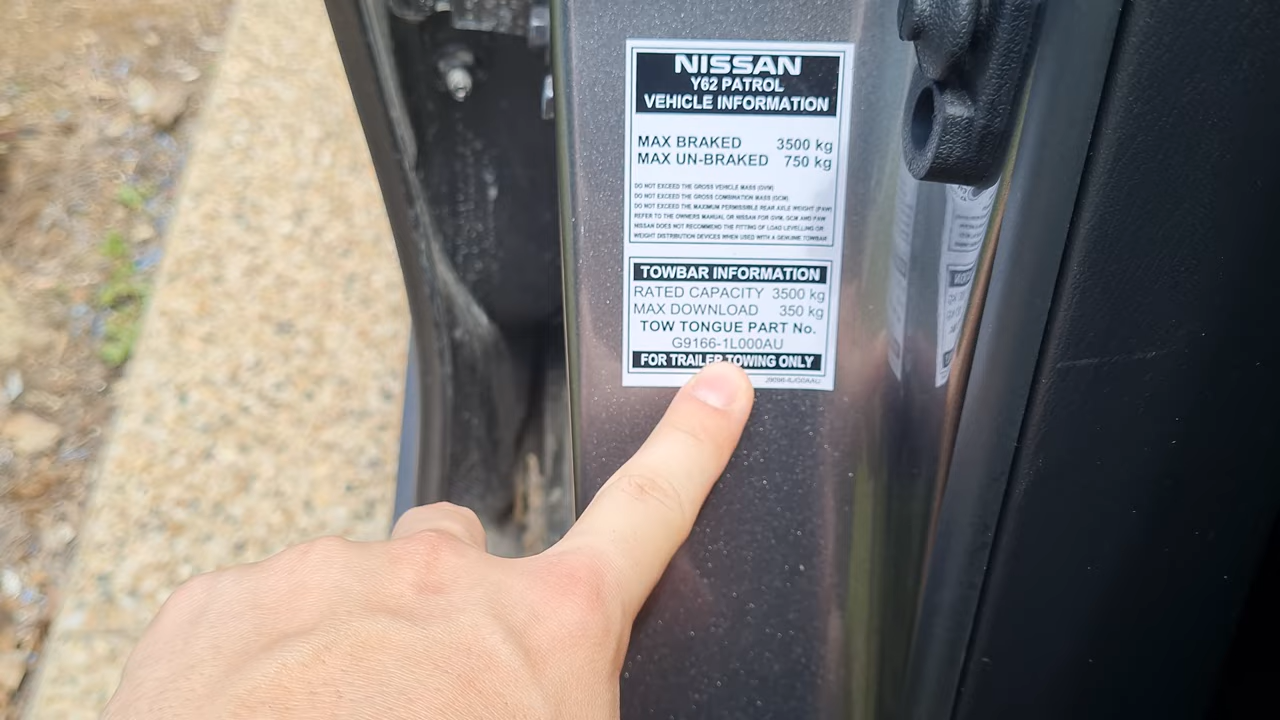 NISSAN
Y62 PATROL
VEHICLE INFORMATION
MAX BRAKED 3500 kg
MAX UN-BRAKED 750 kg
DO NOT EXCEED THE GROSS VEHICLE MASS (GVM)
DO NOT EXCEED THE GROSS COMBINATION MASS (GCM)
DO NOT EXCEED THE MAXIMUM PERMISSIBLE REAR AXLE WEIGHT (PAW)
REFER TO THE OWNERS MANUAL OR NISSAN FOR GVM, GCM AND PAW
NISSAN DOES NOT RECOMMEND THE FITTING OF LOAD LEVELLING OR
WEIGHT DISTRIBUTION DEVICES WHEN USED WITH A GENUINE TOWBAR
TOWBAR INFORMATION
RATED CAPACITY 3500 kg
MAX DOWNLOAD 350 kg
TOW TONGUE PART No.
G9166-1L000AU
FOR TRAILER TOWING ONLY